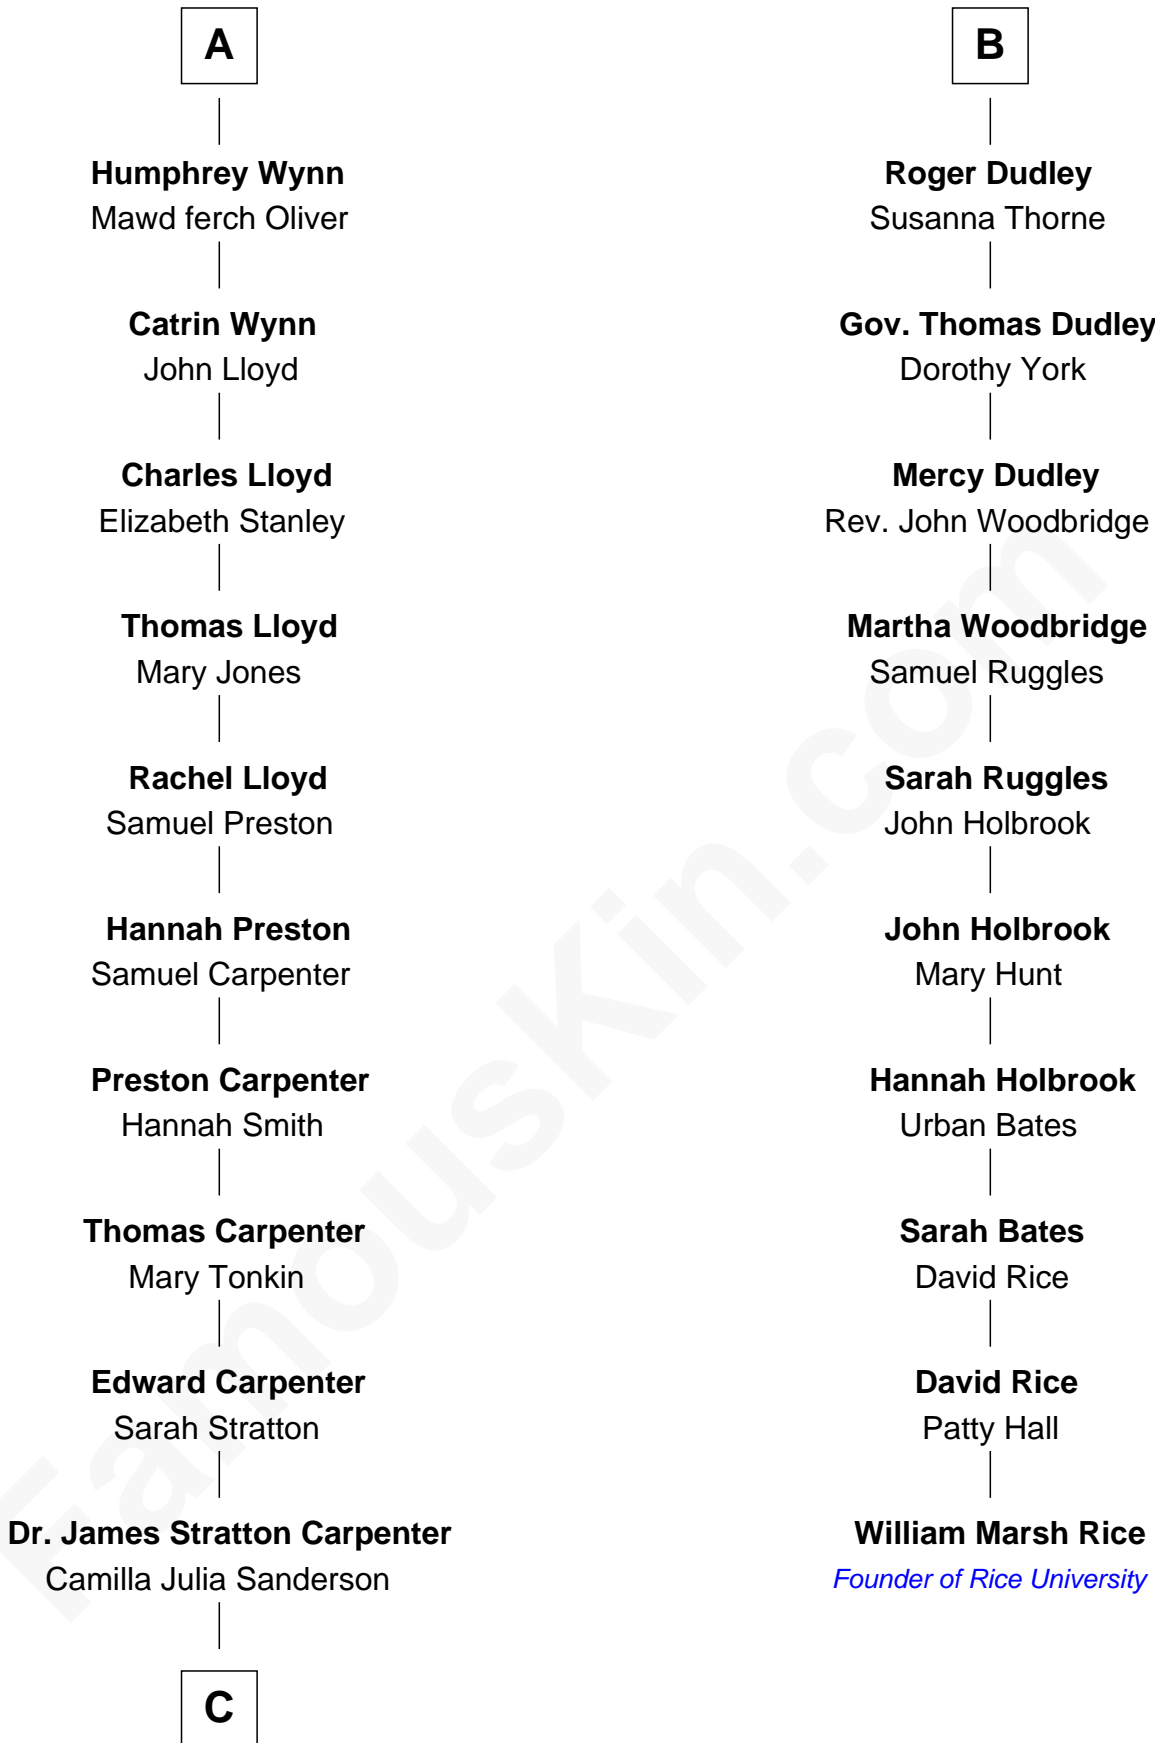 A
Humphrey Wynn
Mawd ferch Oliver
Catrin Wynn
John Lloyd
Charles Lloyd
Elizabeth Stanley
Thomas Lloyd
Mary Jones
Rachel Lloyd
Samuel Preston
Hannah Preston
Samuel Carpenter
Preston Carpenter
Hannah Smith
Thomas Carpenter
Mary Tonkin
Edward Carpenter
Sarah Stratton
Dr. James Stratton Carpenter
Camilla Julia Sanderson
C
B
Roger Dudley
Susanna Thorne
Gov. Thomas Dudley
Dorothy York
Mercy Dudley
Rev. John Woodbridge
Martha Woodbridge
Samuel Ruggles
Sarah Ruggles
John Holbrook
John Holbrook
Mary Hunt
Hannah Holbrook
Urban Bates
Sarah Bates
David Rice
David Rice
Patty Hall
William Marsh Rice
Founder of Rice University
FamousKin.com